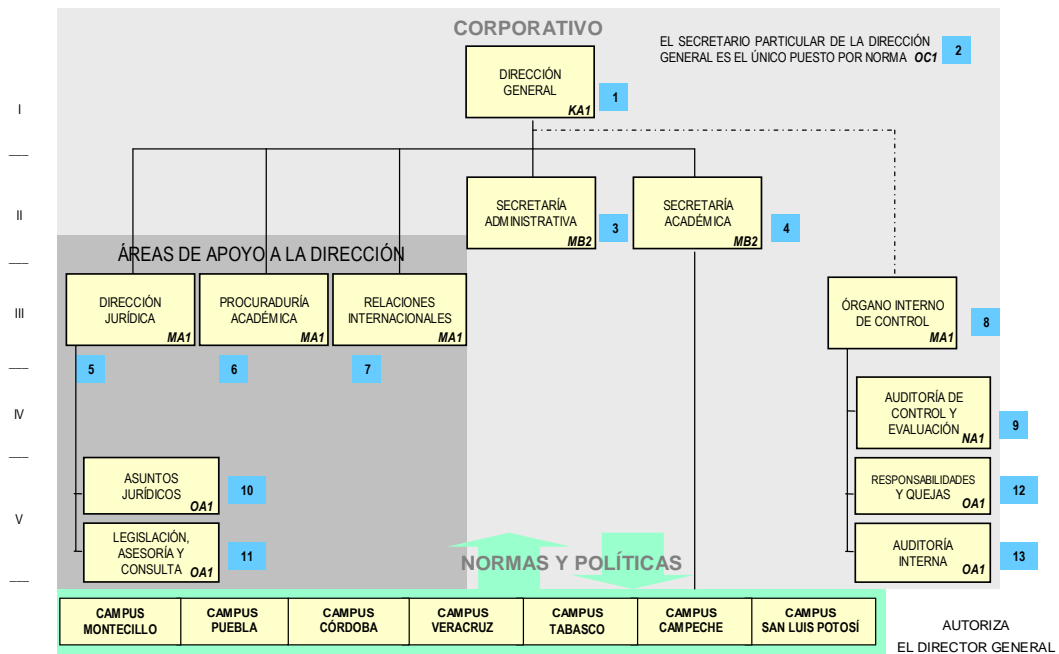 CORPORATIVO
EL SECRETARIO PARTICULAR DE LA DIRECCIÓN
GENERAL ES EL ÚNICO PUESTO POR NORMA OC1
2
DIRECCIÓN
GENERAL
KA1
1
I
II
SECRETARÍA
ADMINISTRATIVA
MB2
3
SECRETARÍA
ACADÉMICA
MB2
4
ÁREAS DE APOYO A LA DIRECCIÓN
III
DIRECCIÓN
JURÍDICA
MA1
5
PROCURADURÍA
ACADÉMICA
MA1
6
RELACIONES
INTERNACIONALES
MA1
7
ÓRGANO INTERNO
DE CONTROL
MA1
8
IV
AUDITORÍA DE
CONTROL Y
EVALUACIÓN NA1
9
V
ASUNTOS
JURÍDICOS
OA1
10
RESPONSABILIDADES
Y QUEJAS
OA1
12
LEGISLACIÓN,
ASESORÍA Y
CONSULTA OA1
11
AUDITORÍA
INTERNA
OA1
13
NORMAS Y POLÍTICAS
CAMPUS
MONTECILLO
CAMPUS
PUEBLA
CAMPUS
CÓRDOBA
CAMPUS
VERACRUZ
CAMPUS
TABASCO
CAMPUS
CAMPECHE
CAMPUS
SAN LUIS POTOSÍ
AUTORIZA
EL DIRECTOR GENERAL